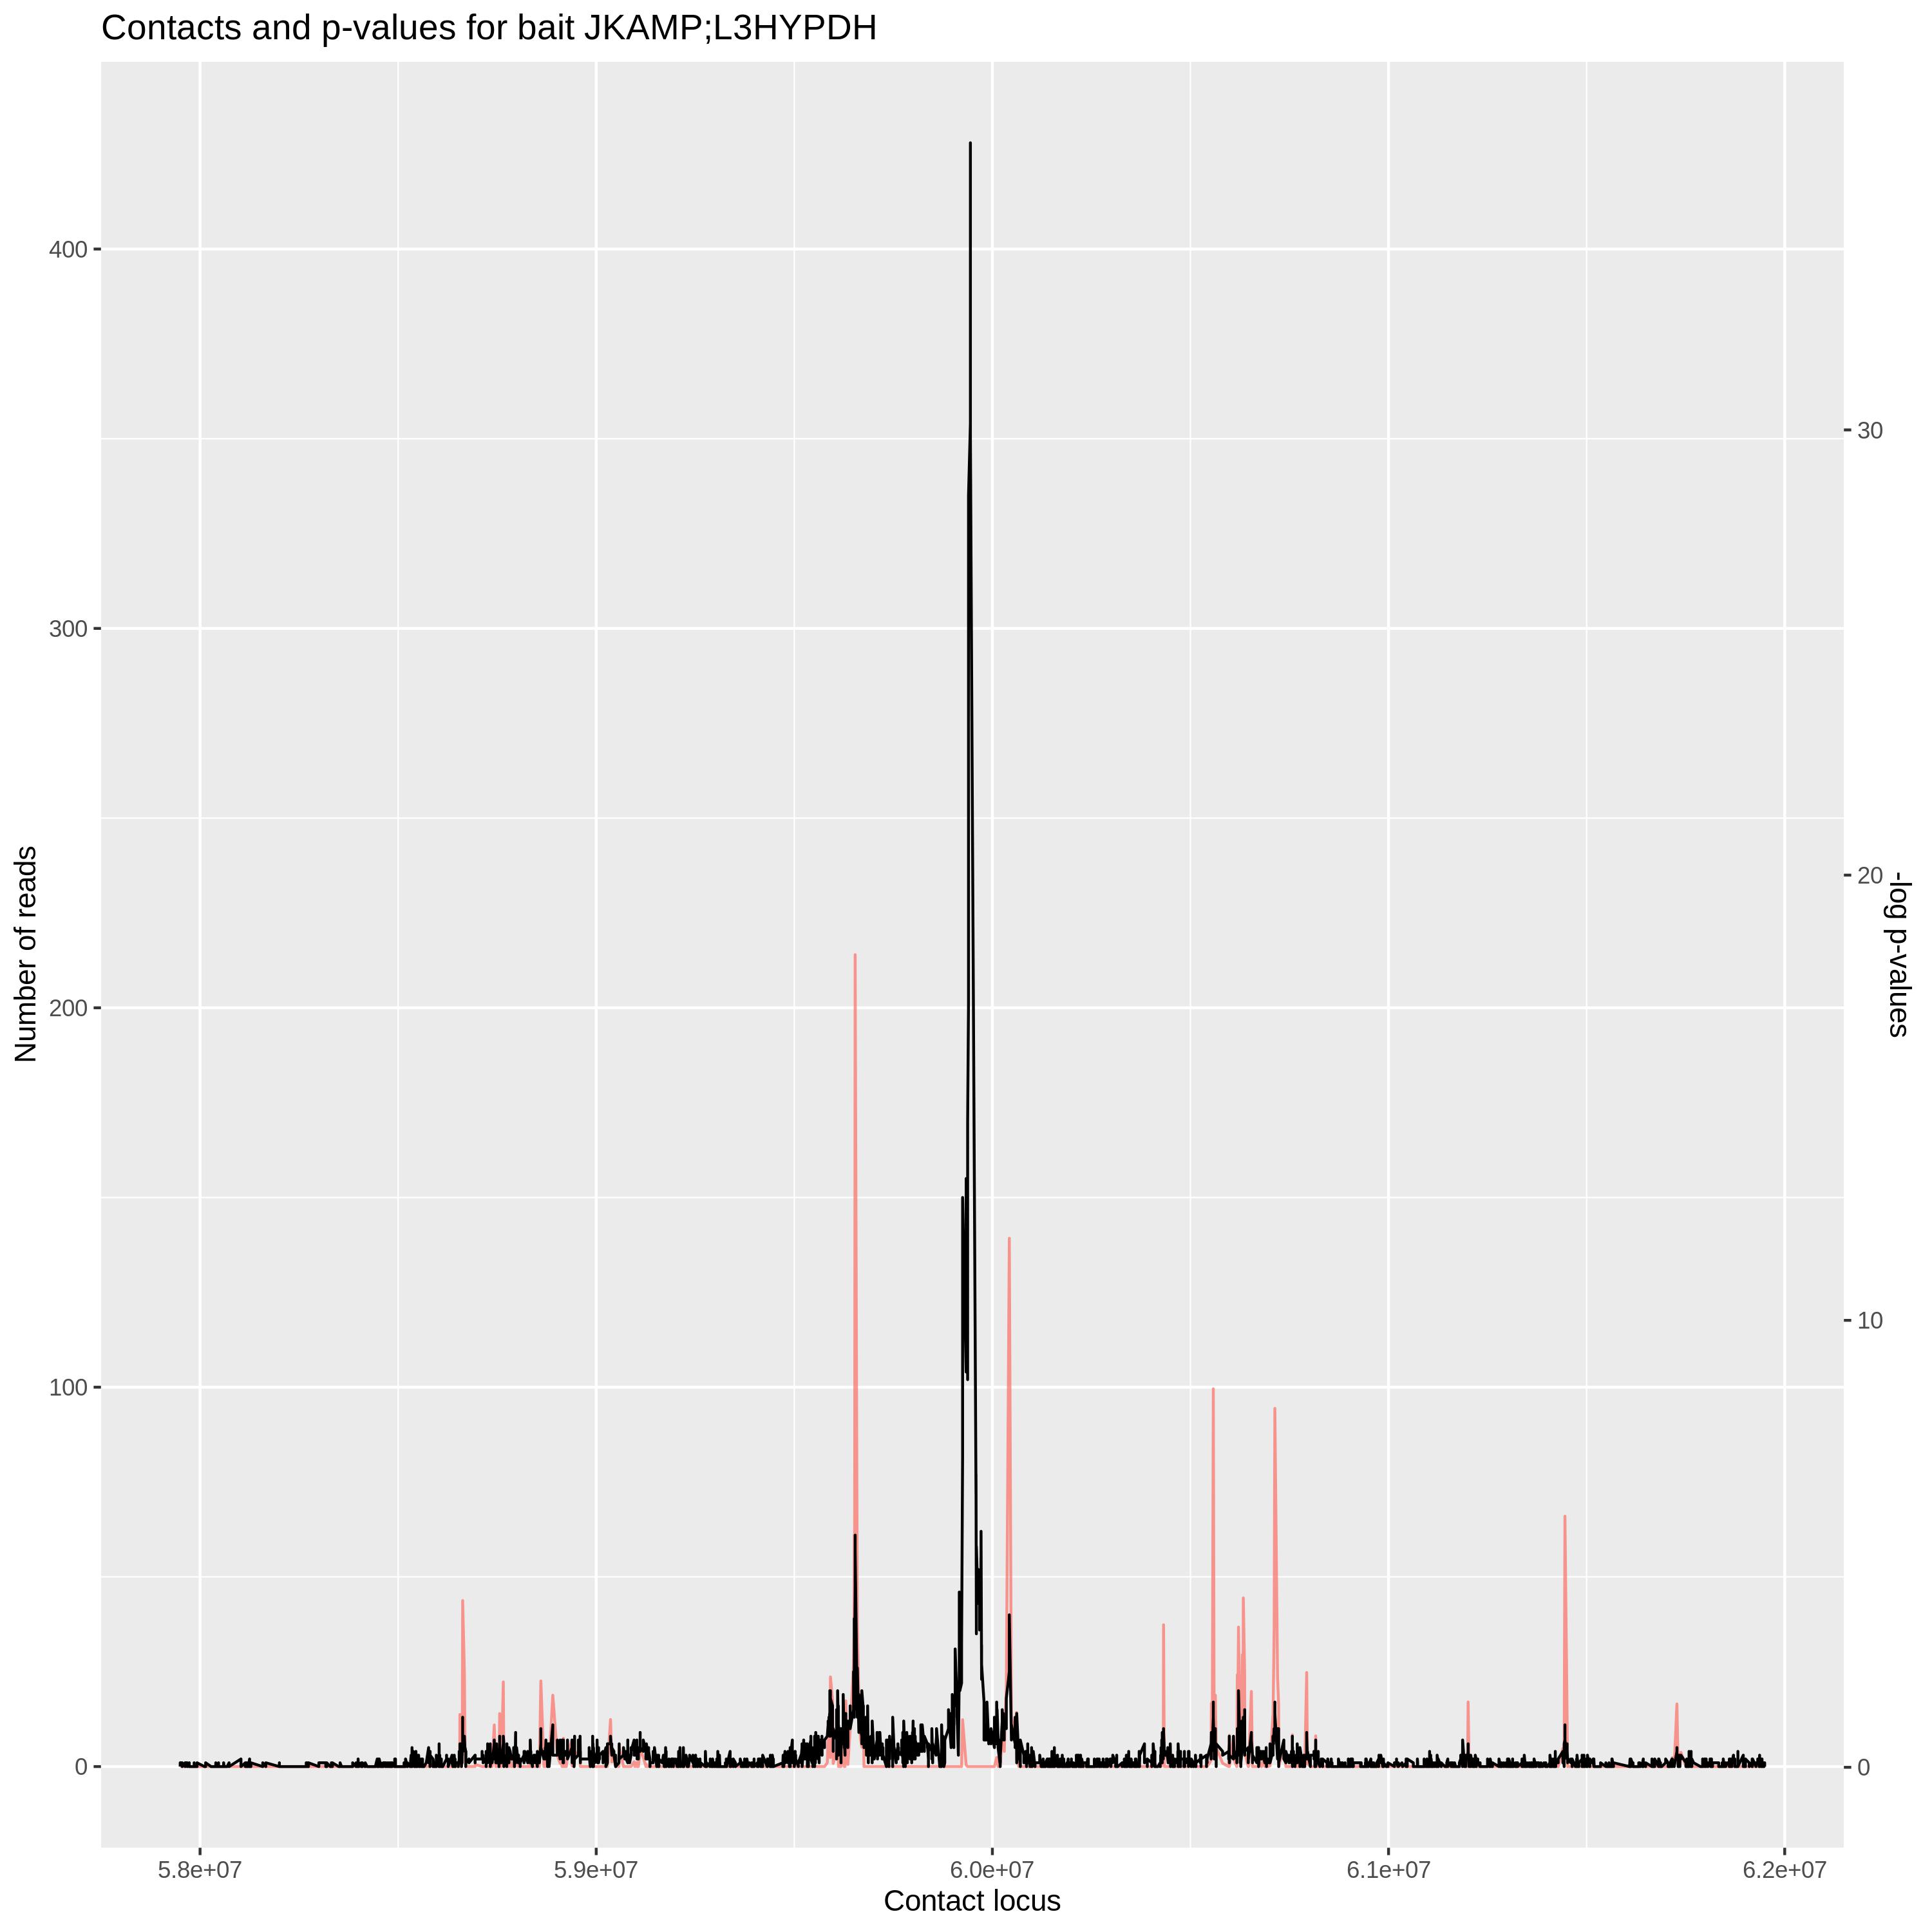 Contacts and p-values for bait JKAMP;L3HYPDH
Number of reads
400
300
200
100
0
30
20
10
0
-log p-values
5.8e+07 5.9e+07 6.0e+07 6.1e+07 6.2e+07
Contact locus